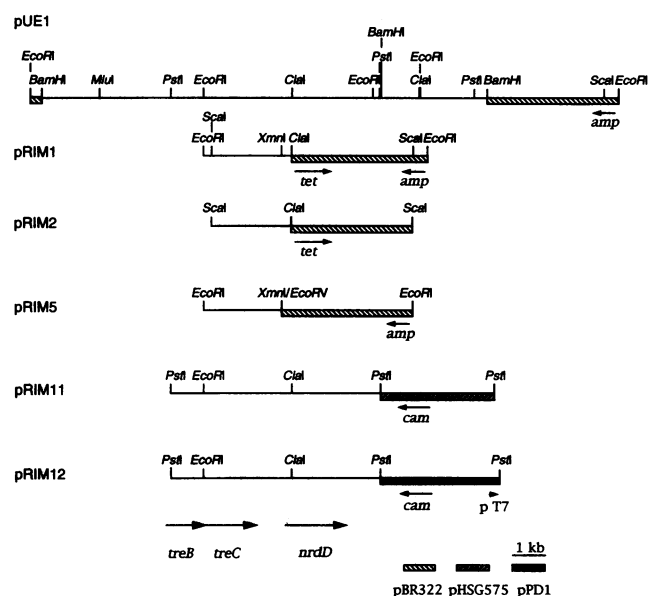 pUE1
BamHI
EcoRI PstI EcoRI
BamHI MluI PstI EcoRI ClaI EcoRI ClaI PstI BamHI ScaI EcoRI
amp
ScaI
pRIM1 EcoRI XmnI ClaI ScaI EcoRI
tet amp
pRIM2 ScaI ClaI ScaI
tet
EcoRI XmnI/EcoRV EcoRI
pRIM5
amp
PstI EcoRI ClaI PstI PstI
pRIM11
cam
PstI EcoRI ClaI PstI PstI
pRIM12
cam p T7
treB treC nrdD 1 kb
pBR322 pHSG575 pPD1